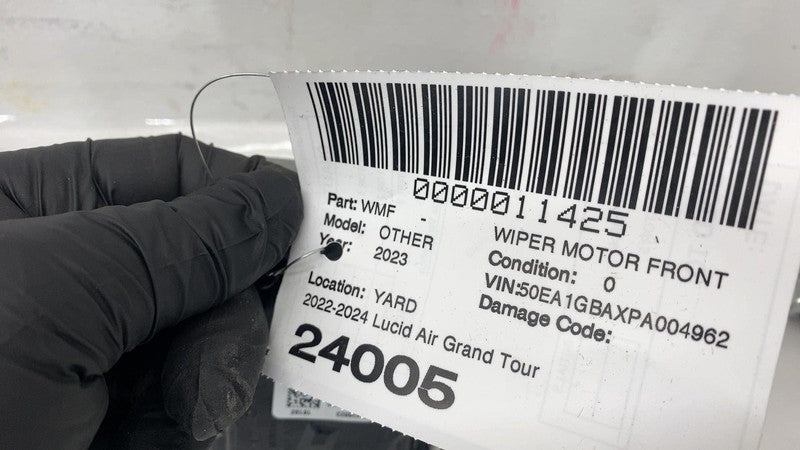 0000011425
Part: WMF - WIPER MOTOR FRONT
Model: OTHER Condition: 0
Year: 2023 VIN:50EA1GBAXPA004962
Location: YARD Damage Code:
2022-2024 Lucid Air Grand Tour
24005